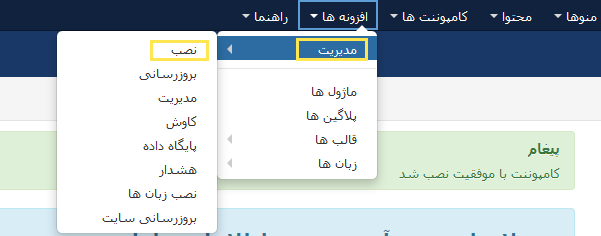 منوها
محتوا
کامپوننت ها
افزونه ها
راهنما
مدیریت
ماژول ها
پلاگین ها
قالب ها
زبان ها
نصب
بروزرسانی
مدیریت
کاوش
پایگاه داده
هشدار
نصب زبان ها
بروزرسانی سایت
پیغام
کامپوننت با موفقیت نصب شد